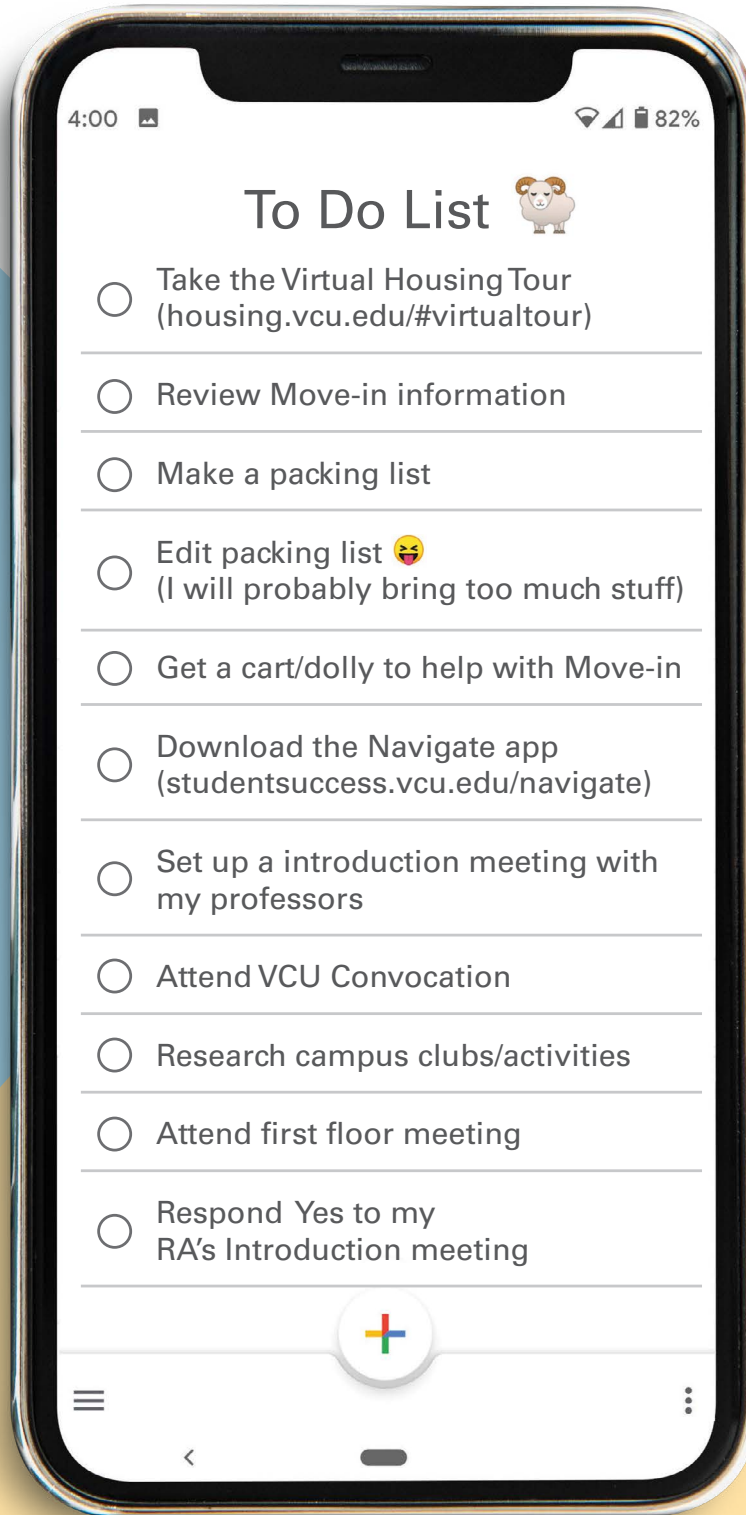 4:00 82%
To Do List 🐏
Take the Virtual Housing Tour
(housing.vcu.edu/#virtualtour)
Review Move-in information
Make a packing list
Edit packing list 😝
(I will probably bring too much stuff)
Get a cart/dolly to help with Move-in
Download the Navigate app
(studentsuccess.vcu.edu/navigate)
Set up a introduction meeting with
my professors
Attend VCU Convocation
Research campus clubs/activities
Attend first floor meeting
Respond Yes to my
RA’s Introduction meeting